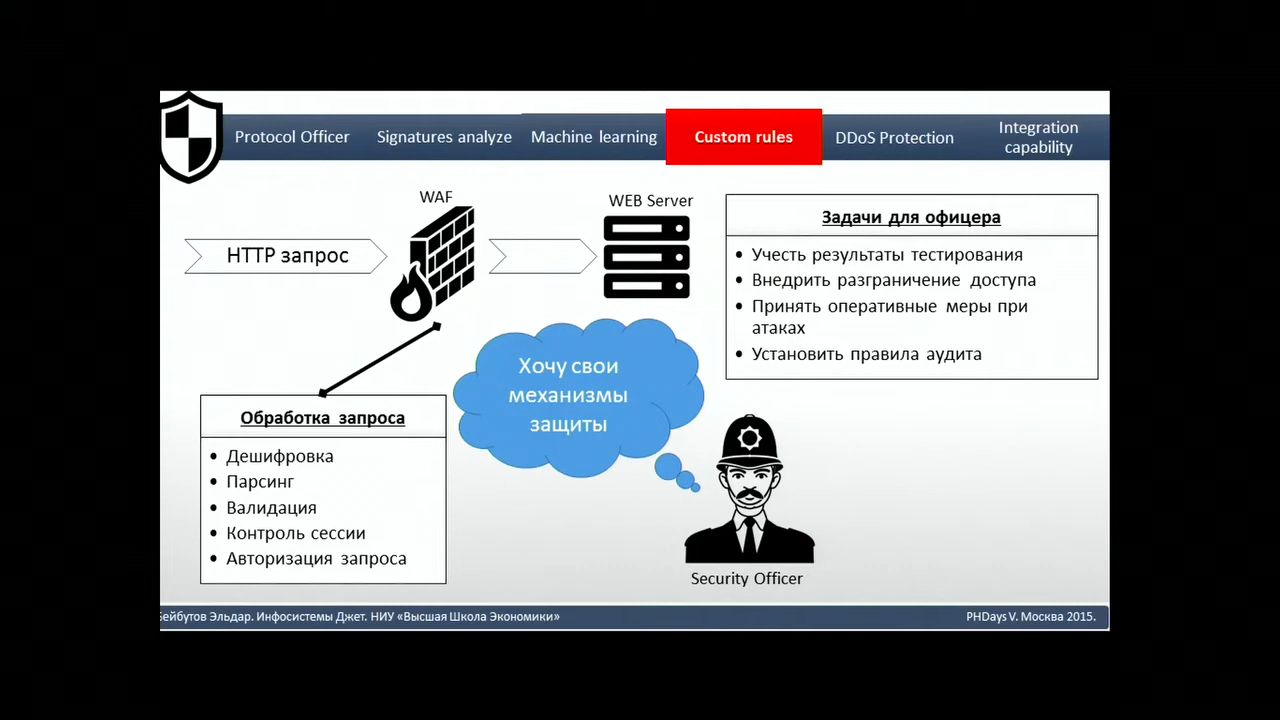 Protocol Officer
Signatures analyze
Machine learning
Custom rules
DDoS Protection
Integration
capability
WAF
WEB Server
HTTP запрос
Задачи для офицера
• Учесть результаты тестирования
• Внедрить разграничение доступа
• Принять оперативные меры при
атаках
• Установить правила аудита
Хочу свои
механизмы
защиты
Обработка запроса
• Дешифровка
• Парсинг
• Валидация
• Контроль сессии
• Авторизация запроса
Security Officer
Бейбутов Эльдар. Инфосистемы Джет. НИУ «Высшая Школа Экономики»
PHDays V. Москва 2015.